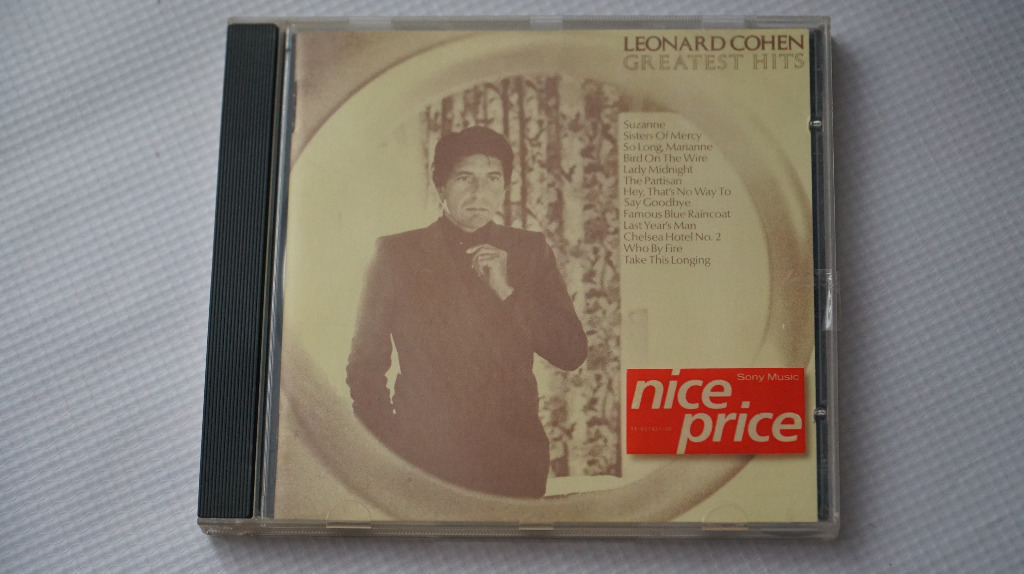 LEONARD COHEN
GREATEST HITS
Suzanne
Sisters Of Mercy
So Long, Marianne
Bird On The Wire
Lady Midnight
The Partisan
Hey, That's No Way To
Say Goodbye
Famous Blue Raincoat
Last Year's Man
Chelsea Hotel No. 2
Who By Fire
Take This Longing
Sony Music
nice
price